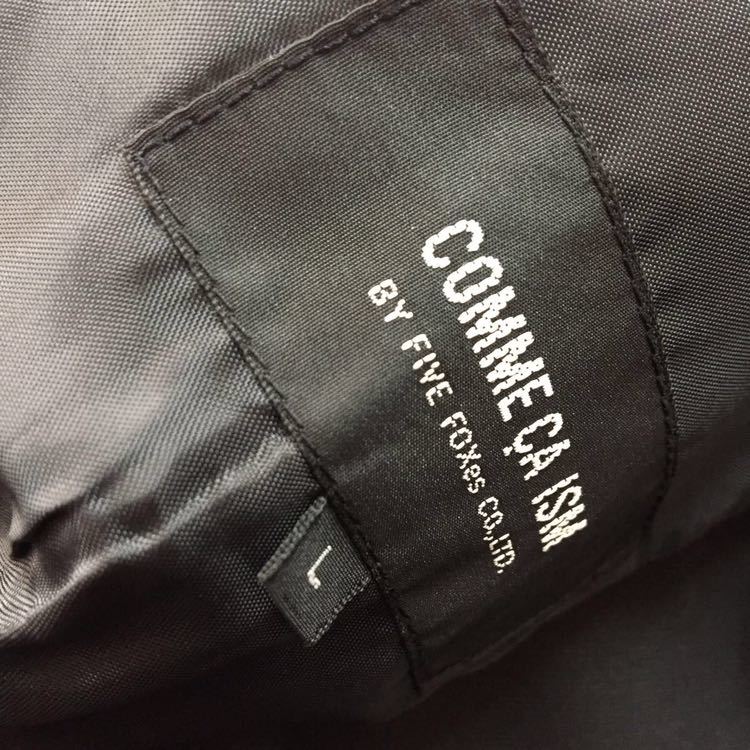 COMME ÇA ISM
BY FIVE FOXes CO.,LTD.
L